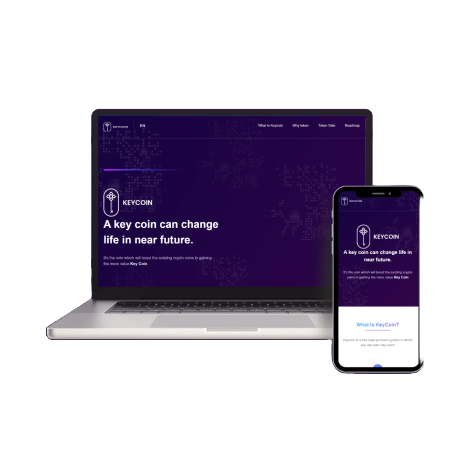 KEYCOIN
EN
What is Keycoin Why token Token Sale Roadmap
KEYCOIN
A key coin can change
life in near future.
It's the coin which will boost the existing crypto coins in gaining
the more value Key Coin
KEYCOIN
KEYCOIN
A key coin can change life in
near future.
It's the coin which will boost the existing crypto
coins in gaining the more value Key Coin
What is KeyCoin?